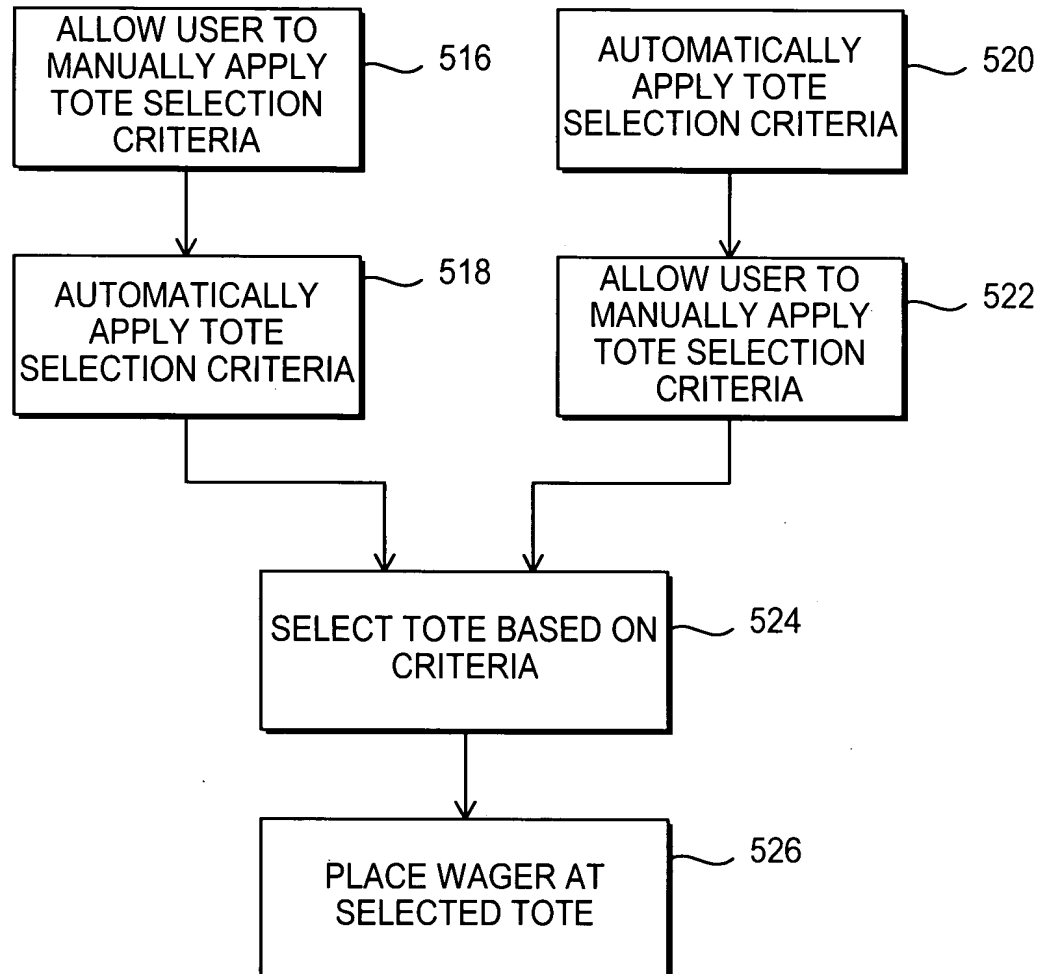 ALLOW USER TO
MANUALLY APPLY
TOTE SELECTION
CRITERIA
516
AUTOMATICALLY
APPLY TOTE
SELECTION CRITERIA
520
AUTOMATICALLY
APPLY TOTE
SELECTION CRITERIA
518
ALLOW USER TO
MANUALLY APPLY
TOTE SELECTION
CRITERIA
522
SELECT TOTE BASED ON
CRITERIA
524
PLACE WAGER AT
SELECTED TOTE
526